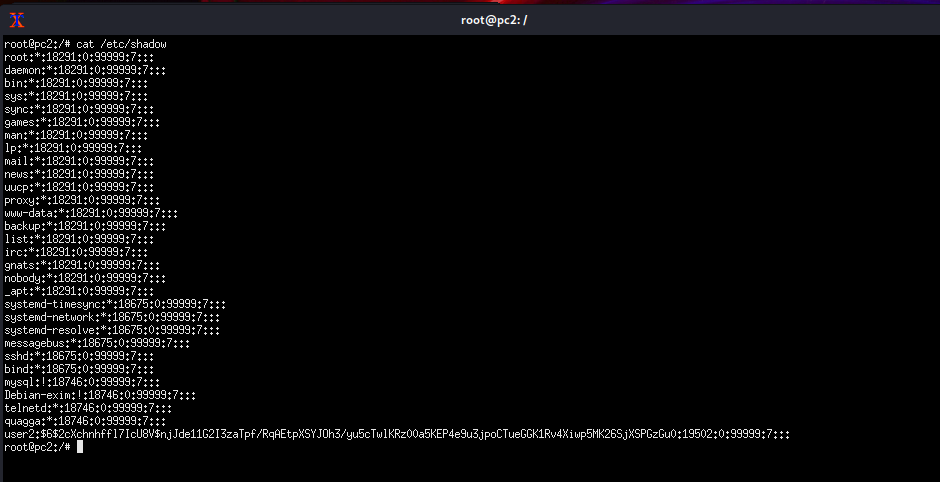 root@pc2: /
root@pc2:/# cat /etc/shadow
root:*:18291:0:99999:7:::
daemon:*:18291:0:99999:7:::
bin:*:18291:0:99999:7:::
sys:*:18291:0:99999:7:::
sync:*:18291:0:99999:7:::
games:*:18291:0:99999:7:::
man:*:18291:0:99999:7:::
lp:*:18291:0:99999:7:::
mail:*:18291:0:99999:7:::
news:*:18291:0:99999:7:::
uucp:*:18291:0:99999:7:::
proxy:*:18291:0:99999:7:::
www-data:*:18291:0:99999:7:::
backup:*:18291:0:99999:7:::
list:*:18291:0:99999:7:::
irc:*:18291:0:99999:7:::
gnats:*:18291:0:99999:7:::
nobody:*:18291:0:99999:7:::
_apt:*:18291:0:99999:7:::
systemd-timesync:*:18675:0:99999:7:::
systemd-network:*:18675:0:99999:7:::
systemd-resolve:*:18675:0:99999:7:::
messagebus:*:18675:0:99999:7:::
sshd:*:18675:0:99999:7:::
bind:*:18675:0:99999:7:::
mysql:!:18746:0:99999:7:::
Debian-exim:!:18746:0:99999:7:::
telnetd:*:18746:0:99999:7:::
quagga:*:18746:0:99999:7:::
user2:$6$2cXchnhffl7IcU8V$njJde11G2I3zaTpf/RqAEtpXSYJOh3/yu5cTwlKRz00a5KEP4e9u3jpoCTueGGK1Rv4Xiwp5MK26SjXSPGzGu0:19502:0:99999:7:::
root@pc2:/#